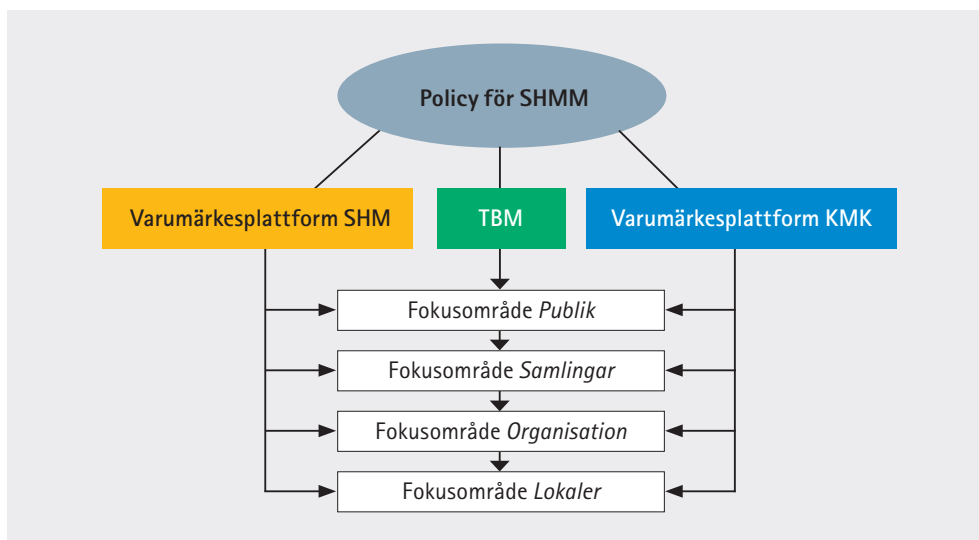 Policy för SHMM
Varumärkesplattform SHM
TBM
Varumärkesplattform KMK
Fokusområde Publik
Fokusområde Samlingar
Fokusområde Organisation
Fokusområde Lokaler